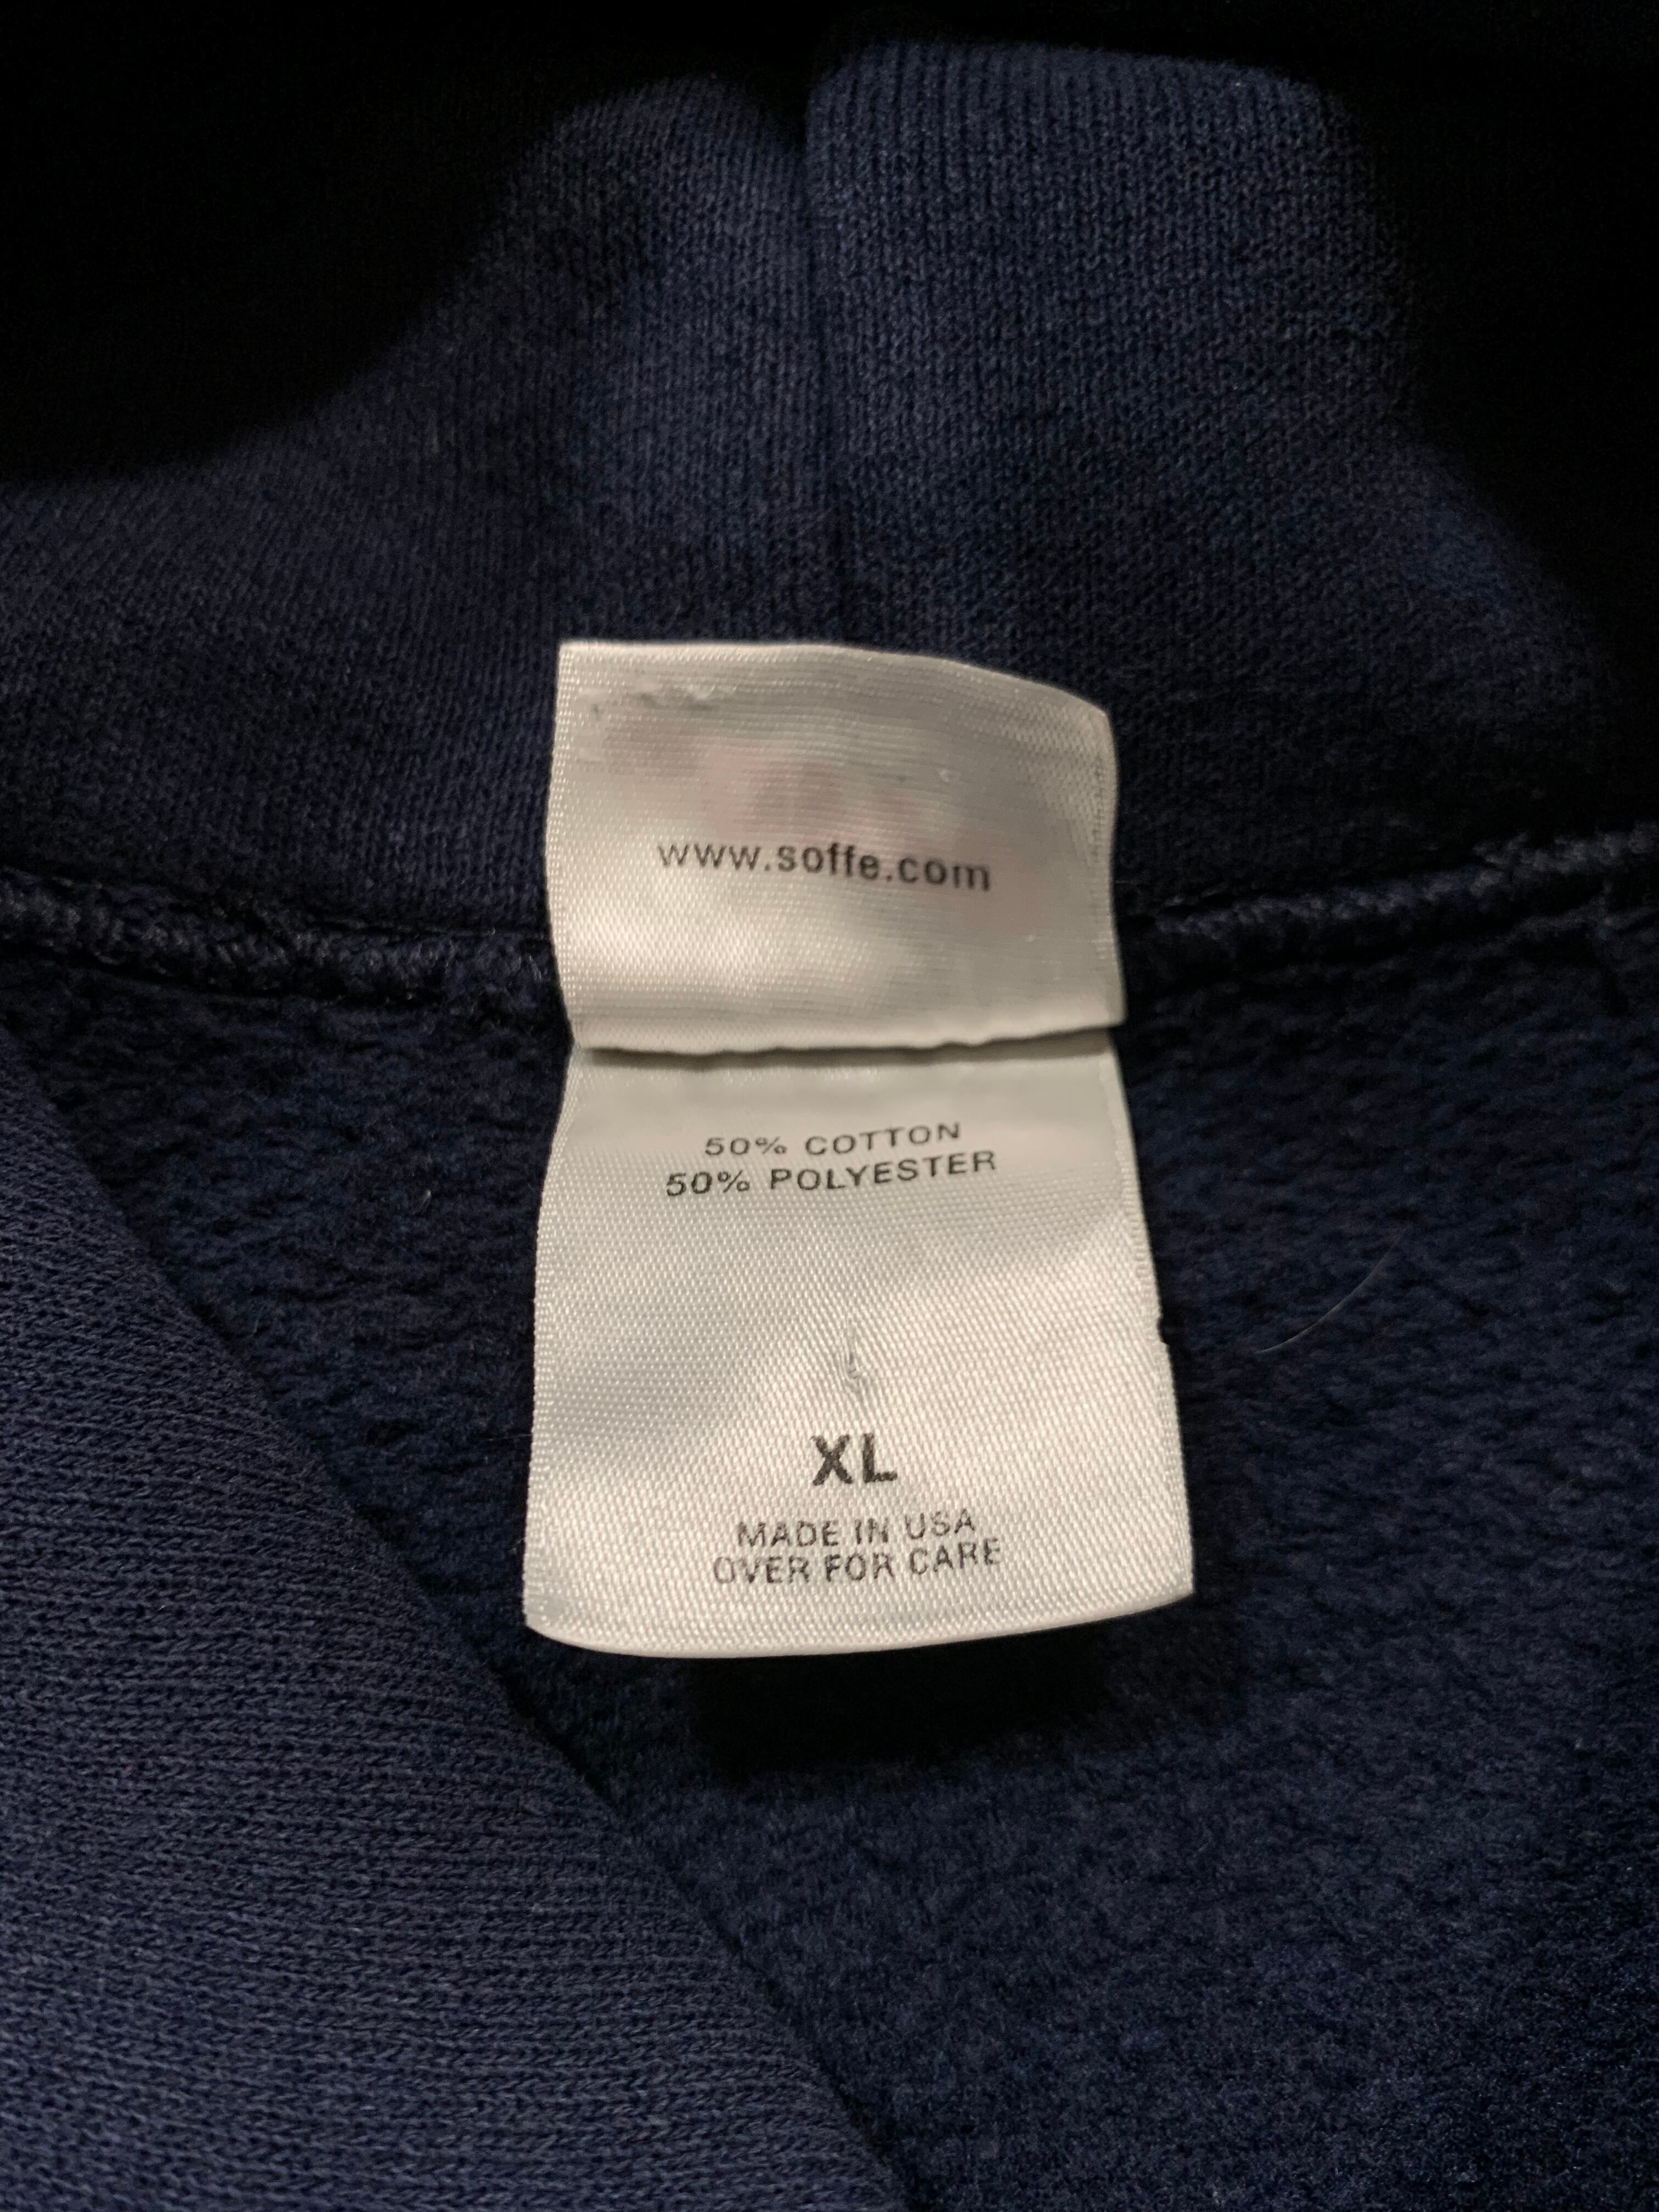 www.soffe.com
50% COTTON
50% POLYESTER
XL
MADE IN USA
OVER FOR CARE